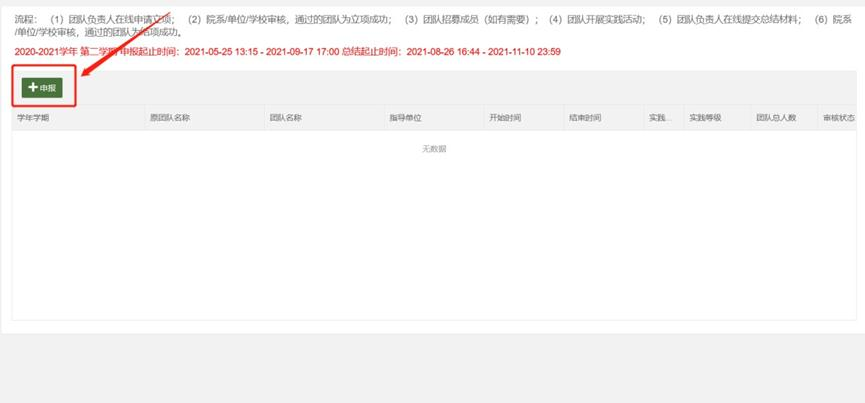 流程：（1）团队负责人在线申请立项；（2）院系/单位/学校审核，通过的团队为立项成功；（3）团队招募成员（如有需要）；（4）团队开展实践活动；（5）团队负责人在线提交总结材料；（6）院系
/单位/学校审核，通过的团队为结项成功。
2020-2021学年 第二学期 申报起止时间：2021-05-25 13:15 - 2021-09-17 17:00 总结起止时间：2021-08-26 16:44 - 2021-11-10 23:59
申报
学年学期 原团队名称 团队名称 指导单位 开始时间 结束时间 实践... 实践等级 团队总人数 审核状态
无数据